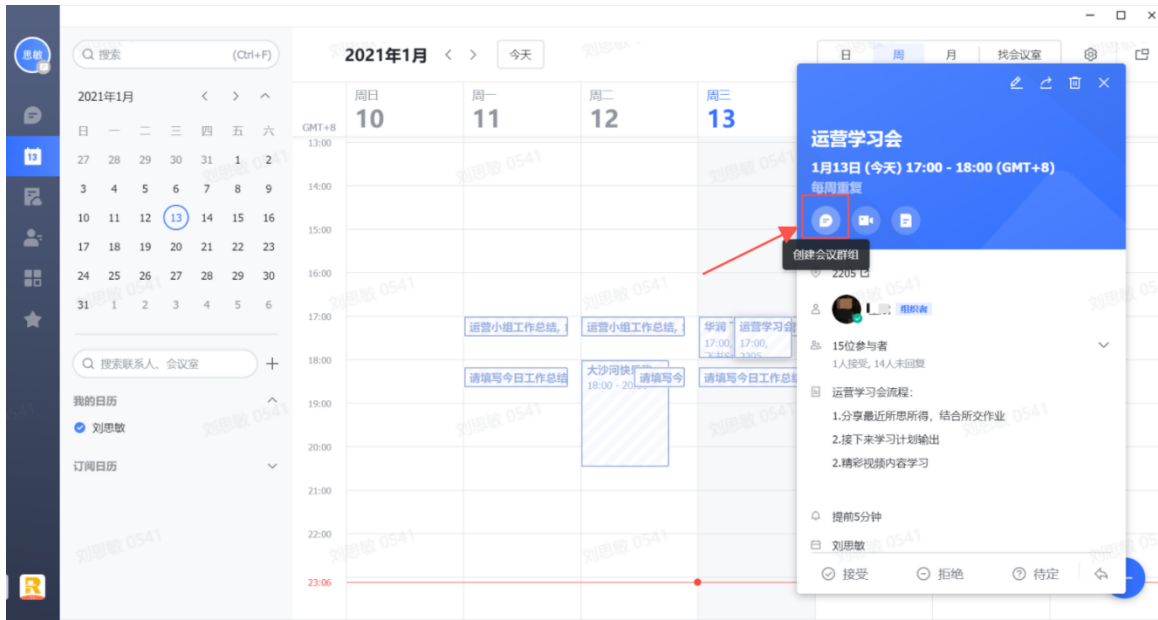 思敏
搜索 (Ctrl+F)
2021年1月
今天
日 周 月 找会议室
2021年1月
日 一 二 三 四 五 六
27 28 29 30 31 1 2
3 4 5 6 7 8 9
10 11 12 13 14 15 16
17 18 19 20 21 22 23
24 25 26 27 28 29 30
31 1 2 3 4 5 6
13
搜索联系人、会议室
我的日历
刘思敏
订阅日历
GMT+8
周日 周一 周二 周三
10 11 12 13
13:00
14:00
15:00
16:00
17:00
18:00
19:00
20:00
21:00
22:00
23:06
运营小组工作总结,
运营小组工作总结,
华润
17:00,
运营学习会
17:00,
2205
请填写今日工作总结
大沙河快
18:00 - 20
请填写今
请填写今日工作总结
运营学习会
1月13日 (今天) 17:00 - 18:00 (GMT+8)
每周重复
创建会议群组
2205
组织者
15位参与者
1人接受, 14人未回复
运营学习会流程:
1.分享最近所思所得，结合所交作业
2.接下来学习计划输出
2.精彩视频内容学习
提前5分钟
刘思敏
接受 拒绝 待定
刘思敏 0541